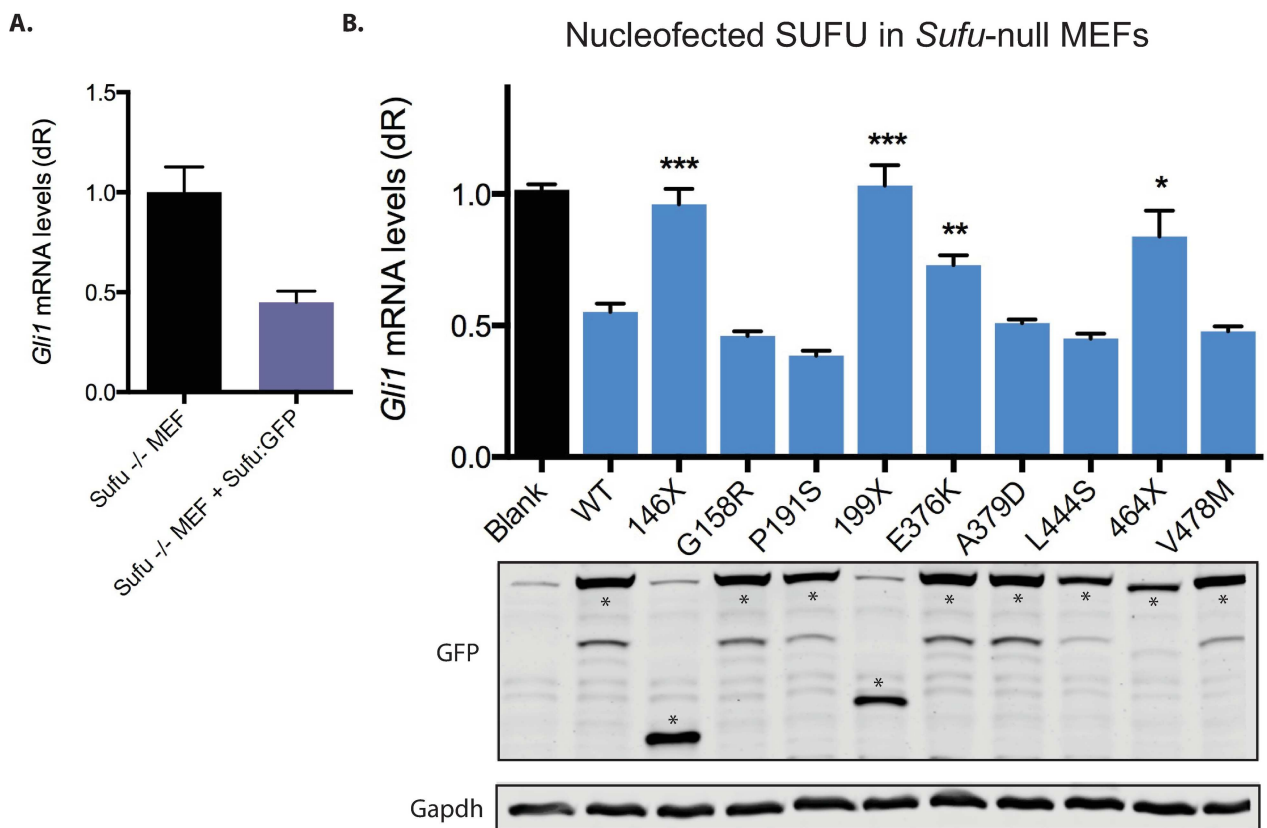 A.
B.
Nucleofected SUFU in Sufu-null MEFs
Gli1 mRNA levels (dR)
1.5
1.0
0.5
0.0
Sufu -/- MEF
Sufu -/- MEF + Sufu:GFP
Gli1 mRNA levels (dR)
1.0
0.5
0.0
***
***
**
*
Blank
WT
146X
G158R
P191S
199X
E376K
A379D
L444S
464X
V478M
GFP
* * * * * * * *
*
*
Gapdh